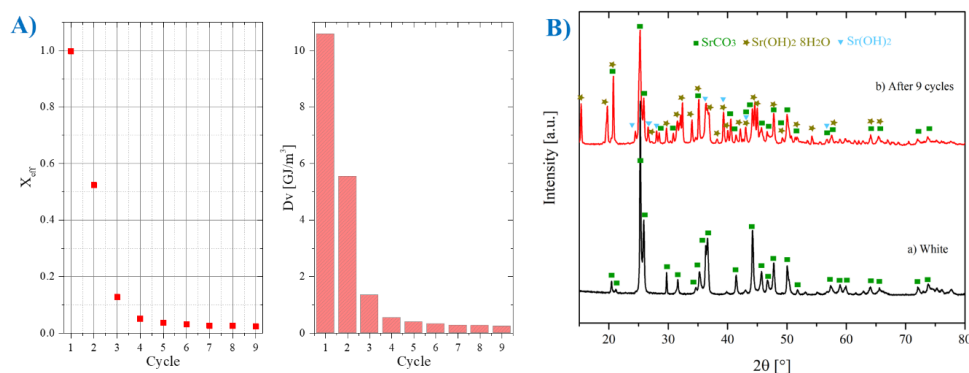 A)
1.0
0.8
0.6
0.4
0.2
0.0
X_eff
1 2 3 4 5 6 7 8 9
Cycle
10
8
6
4
2
0
Dv [GJ/m³]
1 2 3 4 5 6 7 8 9
Cycle
B)
SrCO₃ Sr(OH)₂ 8H₂O Sr(OH)₂
b) After 9 cycles
a) White
Intensity [a.u.]
20 30 40 50 60 70 80
2θ [°]